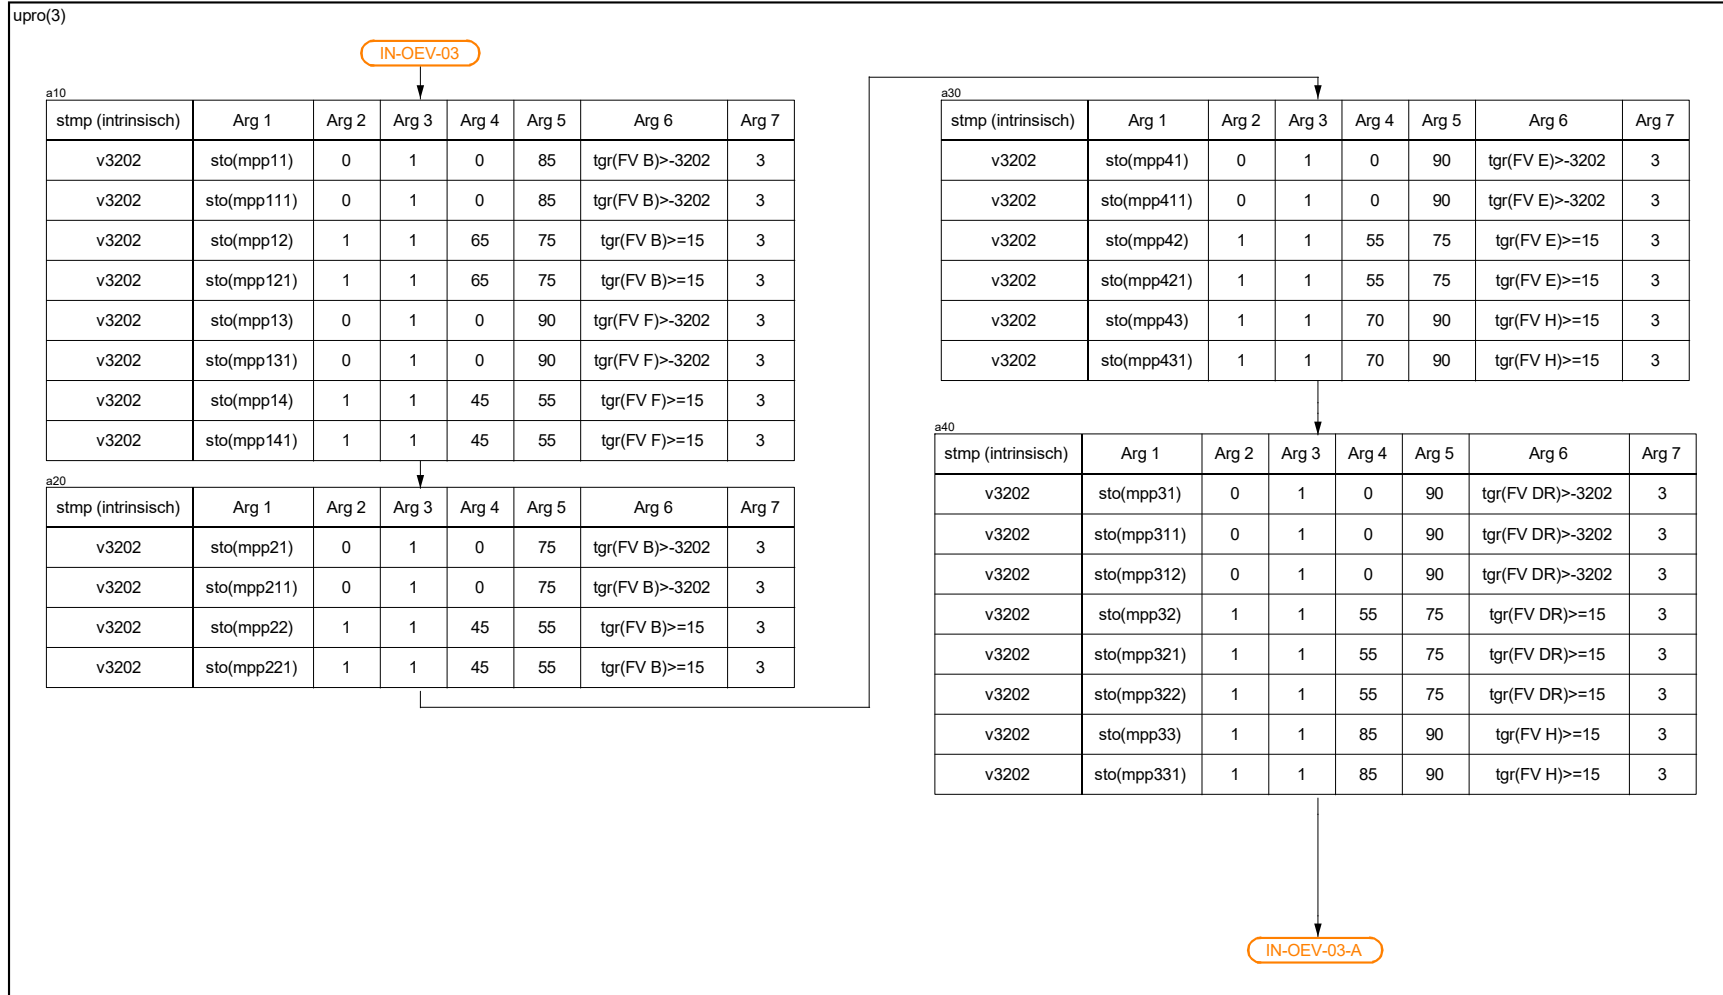 upro(3)
IN-OEV-03
a10
stmp (intrinsisch) Arg 1 Arg 2 Arg 3 Arg 4 Arg 5 Arg 6 Arg 7
v3202 sto(mpp11) 0 1 0 85 tgr(FV B)>-3202 3
v3202 sto(mpp111) 0 1 0 85 tgr(FV B)>-3202 3
v3202 sto(mpp12) 1 1 65 75 tgr(FV B)>=15 3
v3202 sto(mpp121) 1 1 65 75 tgr(FV B)>=15 3
v3202 sto(mpp13) 0 1 0 90 tgr(FV F)>-3202 3
v3202 sto(mpp131) 0 1 0 90 tgr(FV F)>-3202 3
v3202 sto(mpp14) 1 1 45 55 tgr(FV F)>=15 3
v3202 sto(mpp141) 1 1 45 55 tgr(FV F)>=15 3
a20
stmp (intrinsisch) Arg 1 Arg 2 Arg 3 Arg 4 Arg 5 Arg 6 Arg 7
v3202 sto(mpp21) 0 1 0 75 tgr(FV B)>-3202 3
v3202 sto(mpp211) 0 1 0 75 tgr(FV B)>-3202 3
v3202 sto(mpp22) 1 1 45 55 tgr(FV B)>=15 3
v3202 sto(mpp221) 1 1 45 55 tgr(FV B)>=15 3
a30
stmp (intrinsisch) Arg 1 Arg 2 Arg 3 Arg 4 Arg 5 Arg 6 Arg 7
v3202 sto(mpp41) 0 1 0 90 tgr(FV E)>-3202 3
v3202 sto(mpp411) 0 1 0 90 tgr(FV E)>-3202 3
v3202 sto(mpp42) 1 1 55 75 tgr(FV E)>=15 3
v3202 sto(mpp421) 1 1 55 75 tgr(FV E)>=15 3
v3202 sto(mpp43) 1 1 70 90 tgr(FV H)>=15 3
v3202 sto(mpp431) 1 1 70 90 tgr(FV H)>=15 3
a40
stmp (intrinsisch) Arg 1 Arg 2 Arg 3 Arg 4 Arg 5 Arg 6 Arg 7
v3202 sto(mpp31) 0 1 0 90 tgr(FV DR)>-3202 3
v3202 sto(mpp311) 0 1 0 90 tgr(FV DR)>-3202 3
v3202 sto(mpp312) 0 1 0 90 tgr(FV DR)>-3202 3
v3202 sto(mpp32) 1 1 55 75 tgr(FV DR)>=15 3
v3202 sto(mpp321) 1 1 55 75 tgr(FV DR)>=15 3
v3202 sto(mpp322) 1 1 55 75 tgr(FV DR)>=15 3
v3202 sto(mpp33) 1 1 85 90 tgr(FV H)>=15 3
v3202 sto(mpp331) 1 1 85 90 tgr(FV H)>=15 3
IN-OEV-03-A